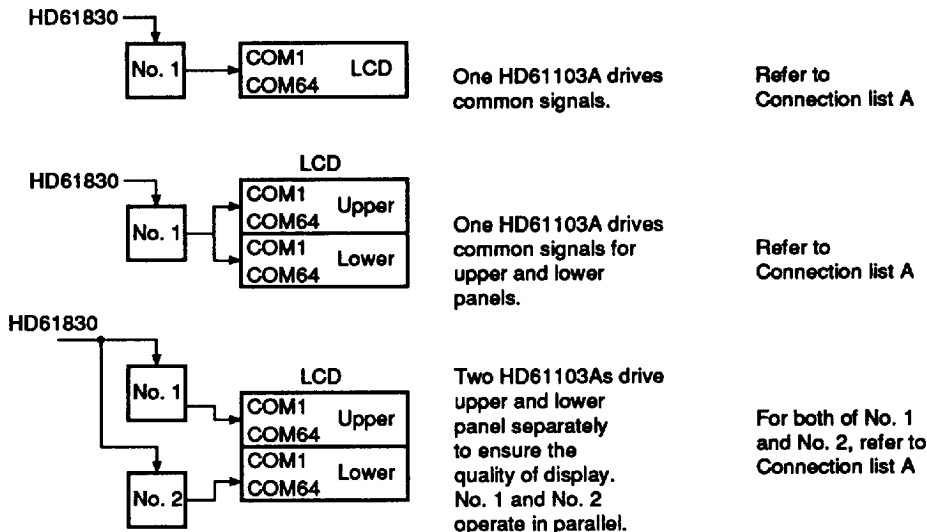 HD61830
No. 1
COM1
COM64
LCD
One HD61103A drives
common signals.
Refer to
Connection list A
LCD
HD61830
No. 1
COM1
COM64
Upper
COM1
COM64
Lower
One HD61103A drives
common signals for
upper and lower
panels.
Refer to
Connection list A
HD61830
No. 1
No. 2
LCD
COM1
COM64
Upper
COM1
COM64
Lower
Two HD61103As drive
upper and lower
panel separately
to ensure the
quality of display.
No. 1 and No. 2
operate in parallel.
For both of No. 1
and No. 2, refer to
Connection list A